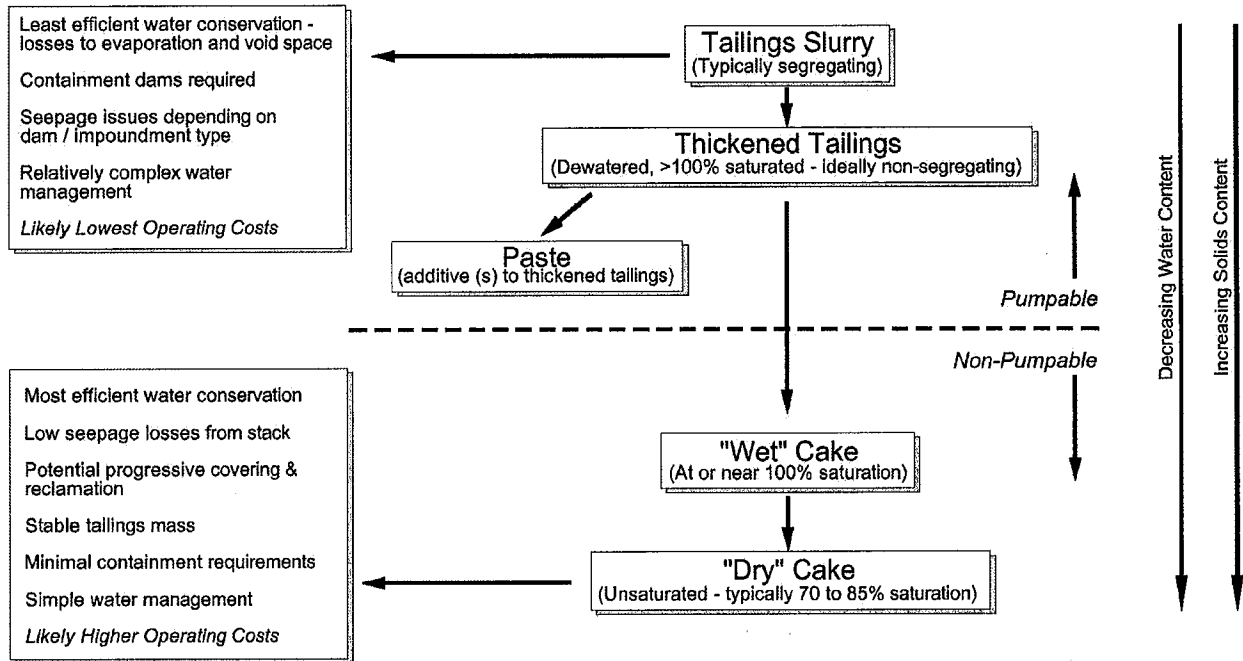 Least efficient water conservation -
losses to evaporation and void space
Containment dams required
Seepage issues depending on
dam / impoundment type
Relatively complex water
management
Likely Lowest Operating Costs
Tailings Slurry
(Typically segregating)
Thickened Tailings
(Dewatered, >100% saturated - ideally non-segregating)
Paste
(additive (s) to thickened tailings)
Pumpable
Non-Pumpable
Decreasing Water Content
Increasing Solids Content
Most efficient water conservation
Low seepage losses from stack
Potential progressive covering &
reclamation
Stable tailings mass
Minimal containment requirements
Simple water management
Likely Higher Operating Costs
"Wet" Cake
(At or near 100% saturation)
"Dry" Cake
(Unsaturated - typically 70 to 85% saturation)